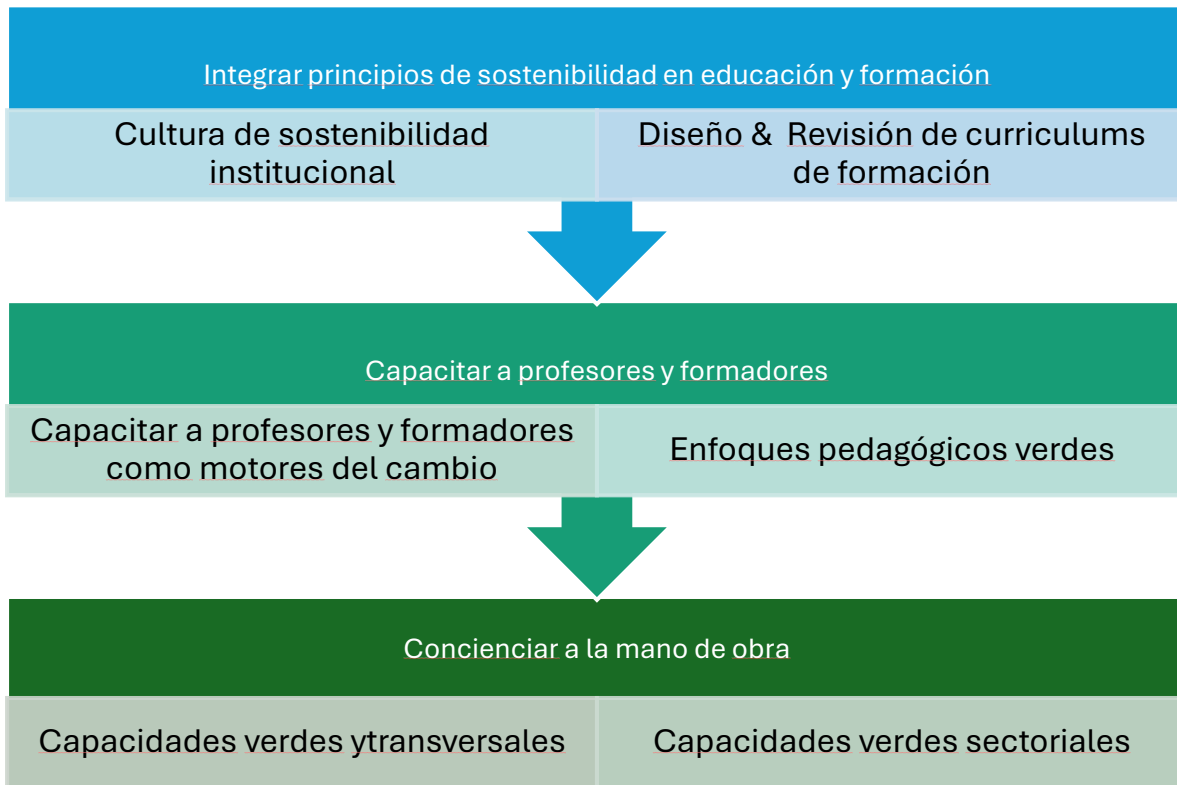 Integrar principios de sostenibilidad en educación y formación
Cultura de sostenibilidad
institucional
Diseño & Revisión de curriculums
de formación
Capacitar a profesores y formadores
Capacitar a profesores y formadores
como motores del cambio
Enfoques pedagógicos verdes
Concienciar a la mano de obra
Capacidades verdes ytransversales
Capacidades verdes sectoriales